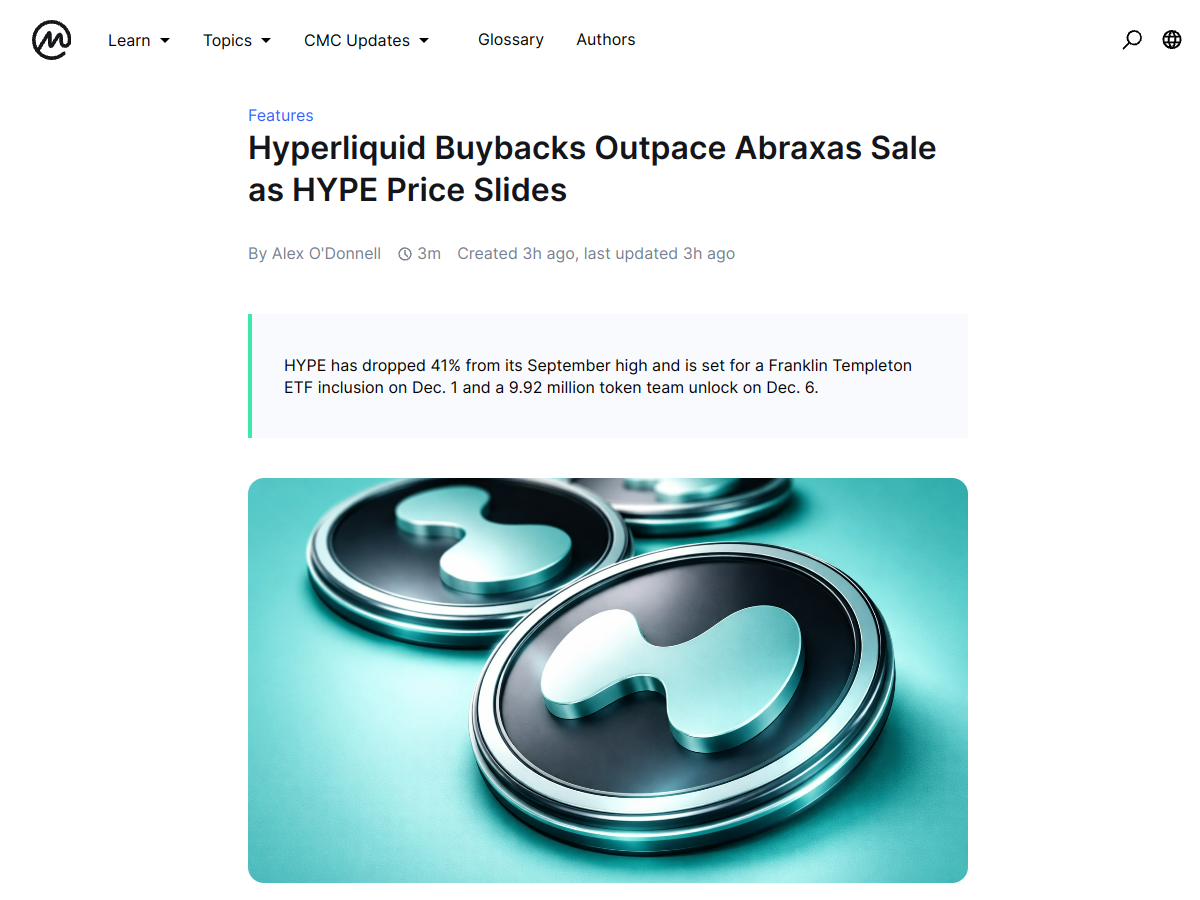 Learn
Topics
CMC Updates
Glossary
Authors
Features
Hyperliquid Buybacks Outpace Abraxas Sale
as HYPE Price Slides
By Alex O'Donnell
3m
Created 3h ago, last updated 3h ago
HYPE has dropped 41% from its September high and is set for a Franklin Templeton
ETF inclusion on Dec. 1 and a 9.92 million token team unlock on Dec. 6.